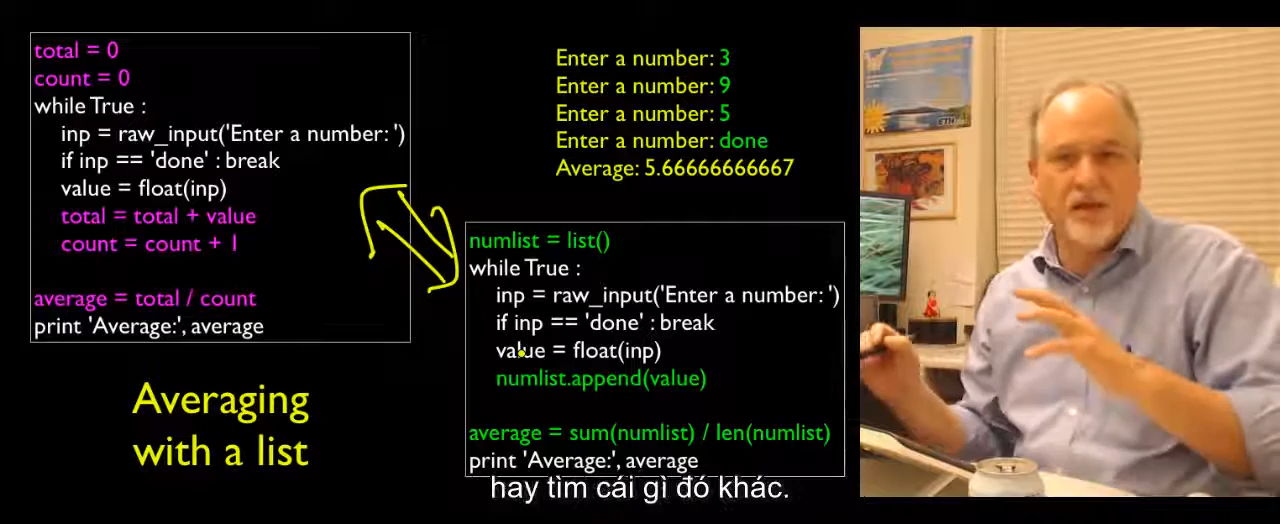 total = 0
count = 0
while True :
inp = raw_input('Enter a number: ')
if inp == 'done' : break
value = float(inp)
total = total + value
count = count + 1
average = total / count
print 'Average:', average
Averaging
with a list
Enter a number: 3
Enter a number: 9
Enter a number: 5
Enter a number: done
Average: 5.66666666667
numlist = list()
while True :
inp = raw_input('Enter a number: ')
if inp == 'done' : break
value = float(inp)
numlist.append(value)
average = sum(numlist) / len(numlist)
print 'Average:', average
hay tìm cái gì đó khác.